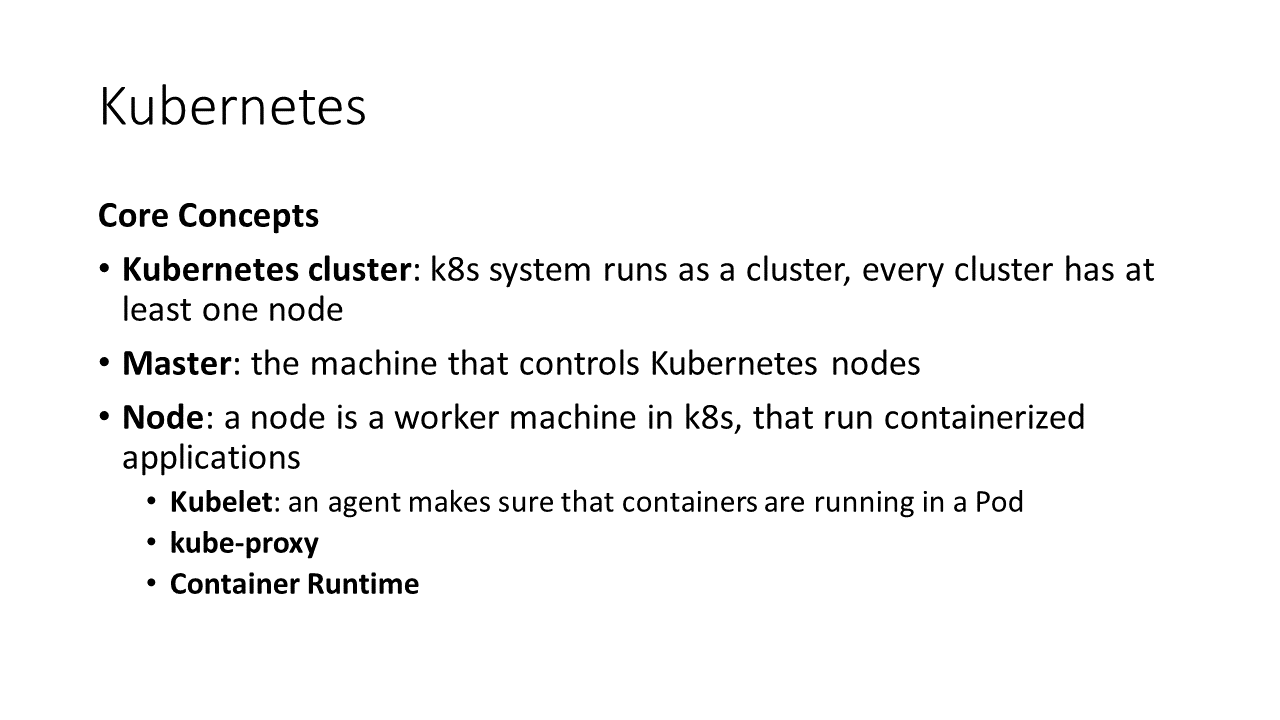 Kubernetes
Core Concepts
• Kubernetes cluster: k8s system runs as a cluster, every cluster has at
least one node
• Master: the machine that controls Kubernetes nodes
• Node: a node is a worker machine in k8s, that run containerized
applications
• Kubelet: an agent makes sure that containers are running in a Pod
• kube-proxy
• Container Runtime